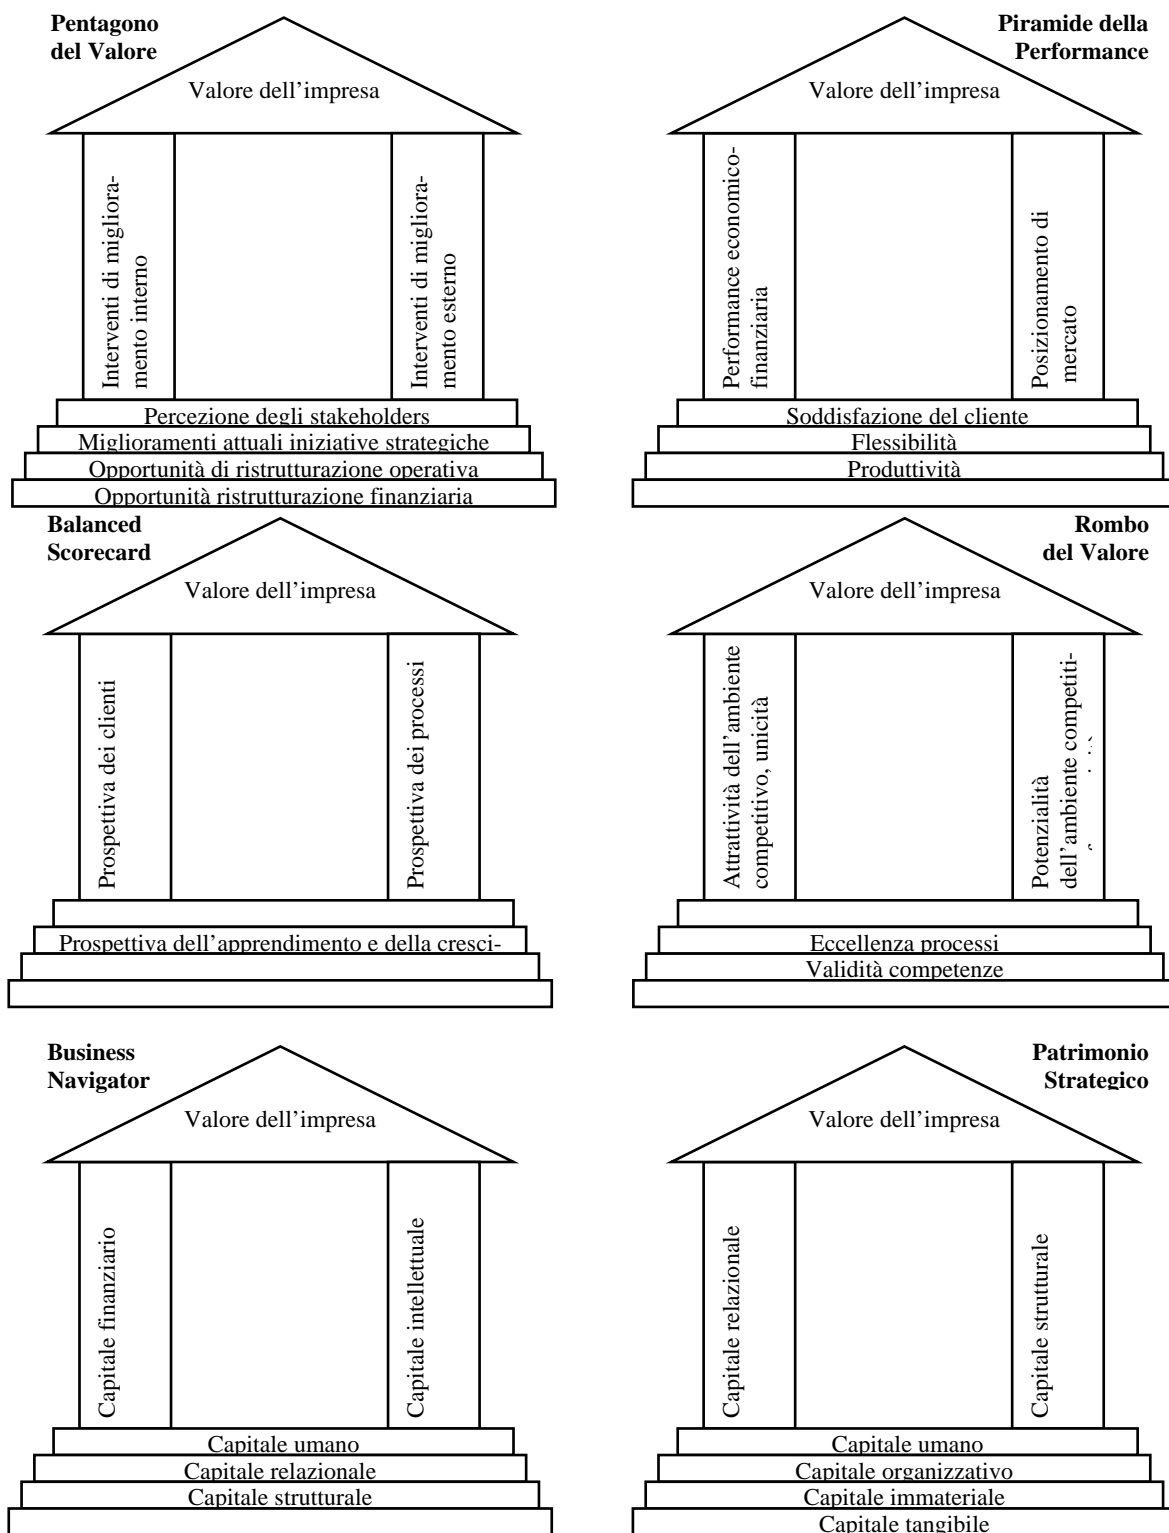 Pentagono
del Valore
Valore dell’impresa
Interventi di migliora-
mento interno
Interventi di migliora-
mento esterno
Percezione degli stakeholders
Miglioramenti attuali iniziative strategiche
Opportunità di ristrutturazione operativa
Opportunità ristrutturazione finanziaria
Piramide della
Performance
Valore dell’impresa
Performance economico-
finanziaria
Posizionamento di
mercato
Soddisfazione del cliente
Flessibilità
Produttività
Balanced
Scorecard
Valore dell’impresa
Prospettiva dei clienti
Prospettiva dei processi
Prospettiva dell’apprendimento e della cresci-
Rombo
del Valore
Valore dell’impresa
Attrattività dell’ambiente
competitivo, unicità
Potenzialità
dell’ambiente competiti-
Eccellenza processi
Validità competenze
Business
Navigator
Valore dell’impresa
Capitale finanziario
Capitale intellettuale
Capitale umano
Capitale relazionale
Capitale strutturale
Patrimonio
Strategico
Valore dell’impresa
Capitale relazionale
Capitale strutturale
Capitale umano
Capitale organizzativo
Capitale immateriale
Capitale tangibile